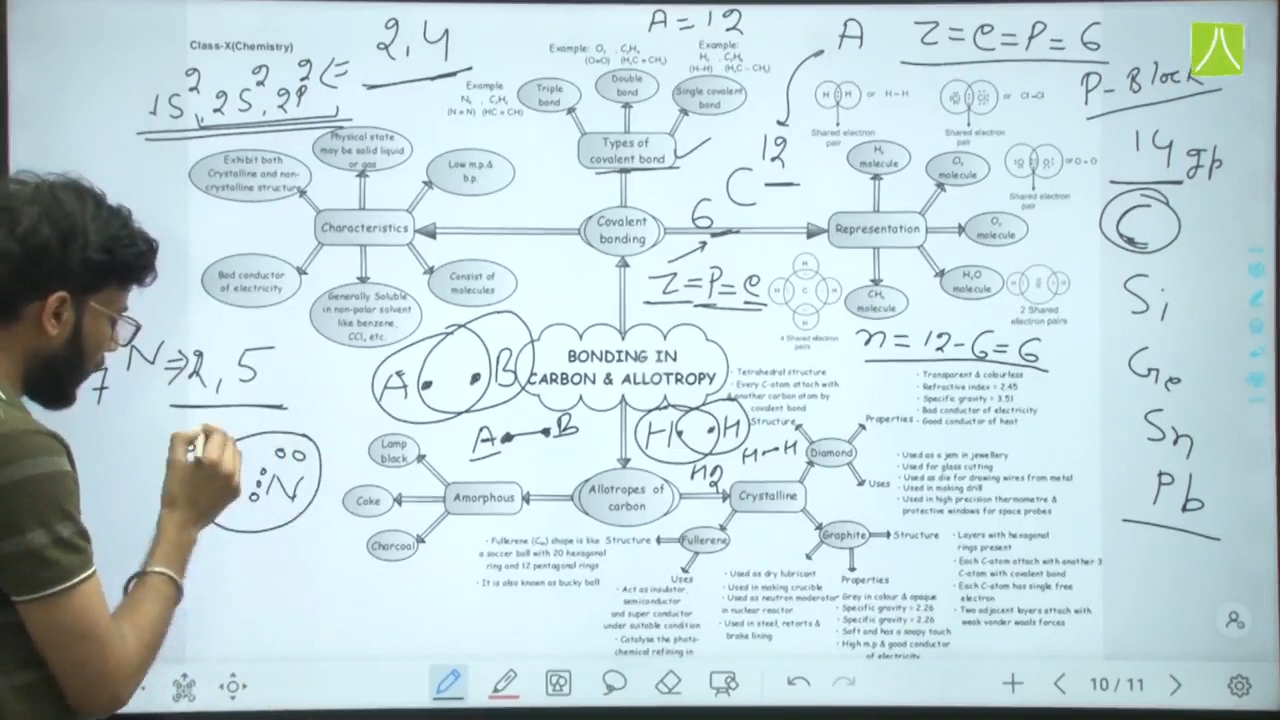 Class-X(Chemistry)
2,4
A = 12
A
Z = e = P = 6
P-Block
14 gp
C
Si
Ge
Sn
Pb
1S², 2S², 2P² <=
Example: O₂
(O=O) (H₂C = CH₂)
Example:
(H-H) (H₃C - CH₃)
Example
(N ≡ N) (HC ≡ CH)
Triple bond
Double bond
Single covalent bond
Types of covalent bond
H H or H-H
Shared electron pair
or Cl-Cl
Shared electron pair
or O=O
Shared electron pair
12
C
6
Z = P = e
n = 12-6 = 6
Physical state may be solid liquid or gas
Exhibit both Crystalline and non-crystalline structure
Low m.p.& b.p.
Characteristics
Covalent bonding
Representation
H₂ molecule
Cl₂ molecule
O₂ molecule
H₂O molecule
CH₄ molecule
Bad conductor of electricity
Generally Soluble in non-polar solvent like benzene, CCl₄ etc.
Consist of molecules
4 Shared electron pairs
2 Shared electron pairs
BONDING IN
CARBON & ALLOTROPY
N => 2, 5
7
N
A B
A B
H H
H-H
H2
Lamp black
Coke
Charcoal
Amorphous
Allotropes of carbon
Crystalline
Diamond
Structure
· Tetrahedral structure
· Every C-atom attach with
4 another carbon atom by
covalent bond
Properties
· Transparent & colourless
· Refractive index = 2.45
· Specific gravity = 3.51
· Bad conductor of electricity
· Good conductor of heat
Uses
· Used as a jem in jewellery
· Used for glass cutting
· Used as die for drawing wires from metal
· Used in making drill
· Used in high precision thermometre &
protective windows for space probes
Fullerene
Structure
· Fullerene (C₆₀) shape is like
a soccer ball with 20 hexagonal
ring and 12 pentagonal rings
· It is also known as bucky ball
Uses
· Act as insulator,
semiconductor
and super conductor
under suitable condition
· Catalyse the photo-
chemical refining in
Graphite
Structure
· Layers with hexagonal
rings present
· Each C-atom attach with another 3
C-atom with covalent bond
· Each C-atom has single free
electron
· Two adjacent layers attach with
weak vander waals forces
· Used as dry lubricant
· Used in making crucible
· Used as neutron moderator
in nuclear reactor
· Used in steel, retorts &
brake lining
Properties
· Grey in colour & opaque
· Specific gravity = 2.26
· Specific gravity = 2.26
· Soft and has a soapy touch
· High m.p & good conductor
of electricity
10 / 11